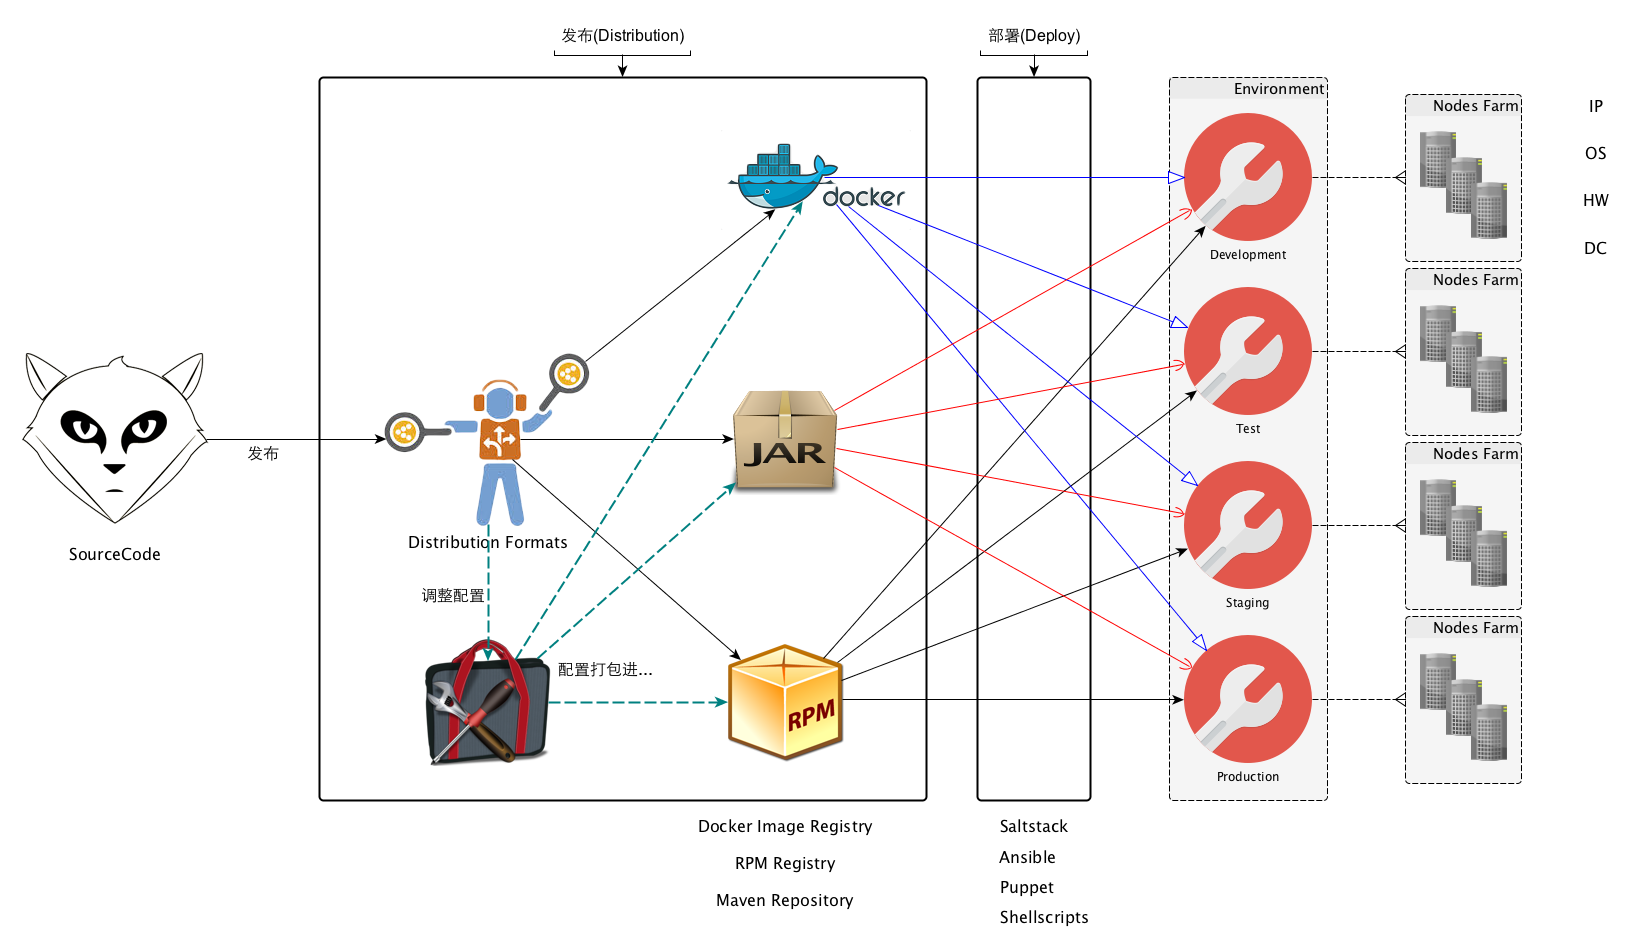 发布(Distribution)
部署(Deploy)
Environment
Nodes Farm
IP
OS
HW
DC
docker
Development
Nodes Farm
Test
JAR
Nodes Farm
发布
SourceCode
Distribution Formats
调整配置
Staging
Nodes Farm
配置打包进...
RPM
Production
Docker Image Registry
RPM Registry
Maven Repository
Saltstack
Ansible
Puppet
Shellscripts